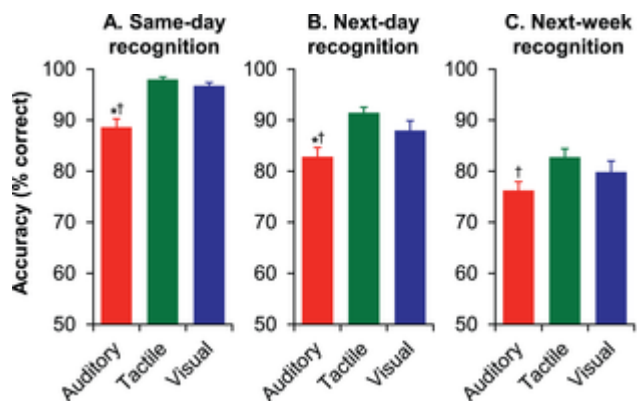 A. Same-day
recognition
B. Next-day
recognition
C. Next-week
recognition
Accuracy (% correct)
100
90
80
70
60
50
*†
Auditory
Tactile
Visual
100
90
80
70
60
50
*†
Auditory
Tactile
Visual
100
90
80
70
60
50
†
Auditory
Tactile
Visual